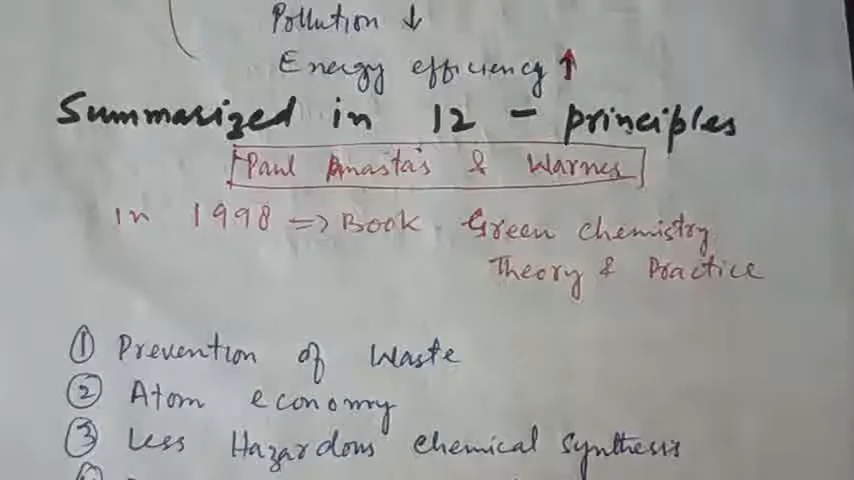 Pollution ↓
Energy efficiency ↑
Summarized in 12 - principles
Paul Anastas & Warner
In 1998 => Book Green Chemistry
Theory & Practice
① Prevention of Waste
② Atom economy
③ Less Hazardous chemical synthesis